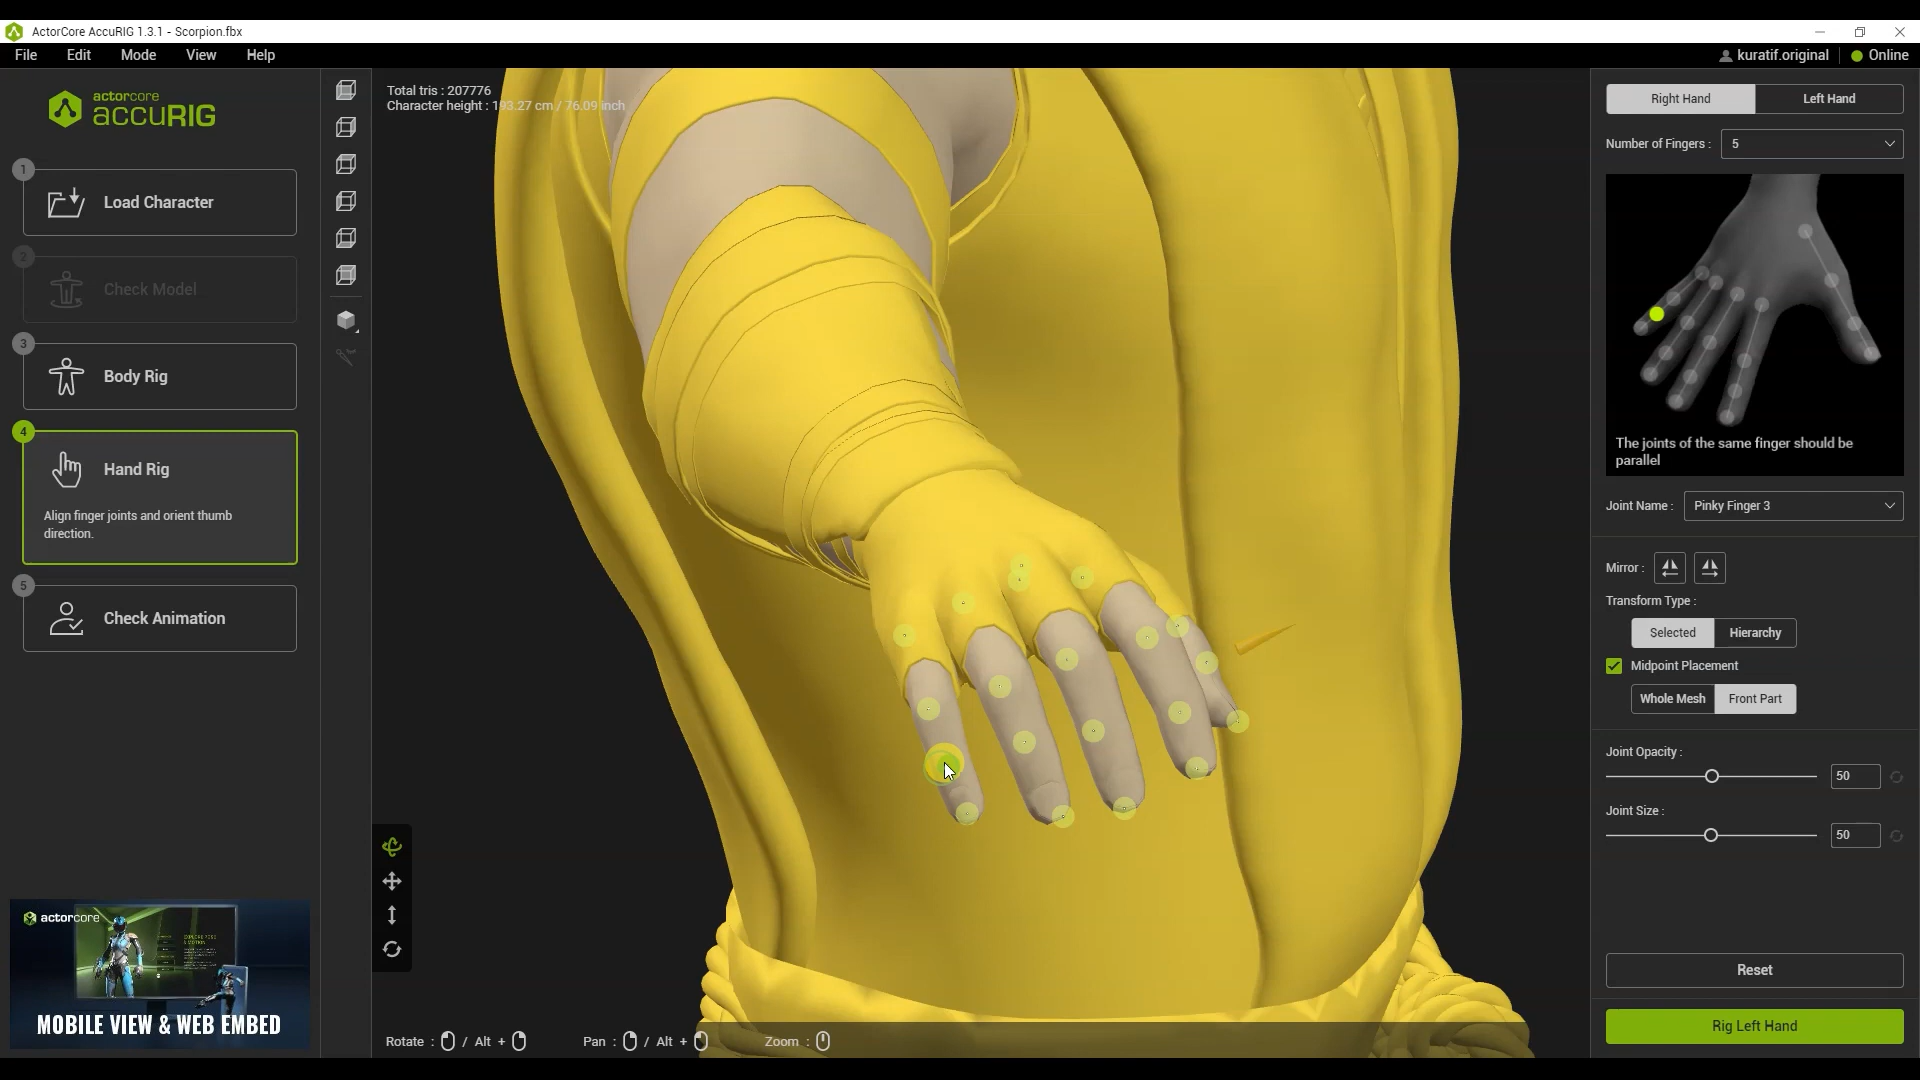 ActorCore AccuRIG 1.3.1 - Scorpion.fbx
File Edit Mode View Help
kuratif.original Online
actorcore
accuRIG
1
Load Character
2
Check Model
3
Body Rig
4
Hand Rig
Align finger joints and orient thumb
direction.
5
Check Animation
actorcore
MOBILE VIEW & WEB EMBED
Total tris : 207776
Character height : 193.27 cm / 76.09 inch
Rotate : / Alt + Pan : / Alt + Zoom :
Right Hand Left Hand
Number of Fingers : 5
The joints of the same finger should be
parallel
Joint Name : Pinky Finger 3
Mirror :
Transform Type :
Selected Hierarchy
Midpoint Placement
Whole Mesh Front Part
Joint Opacity :
50
Joint Size :
50
Reset
Rig Left Hand